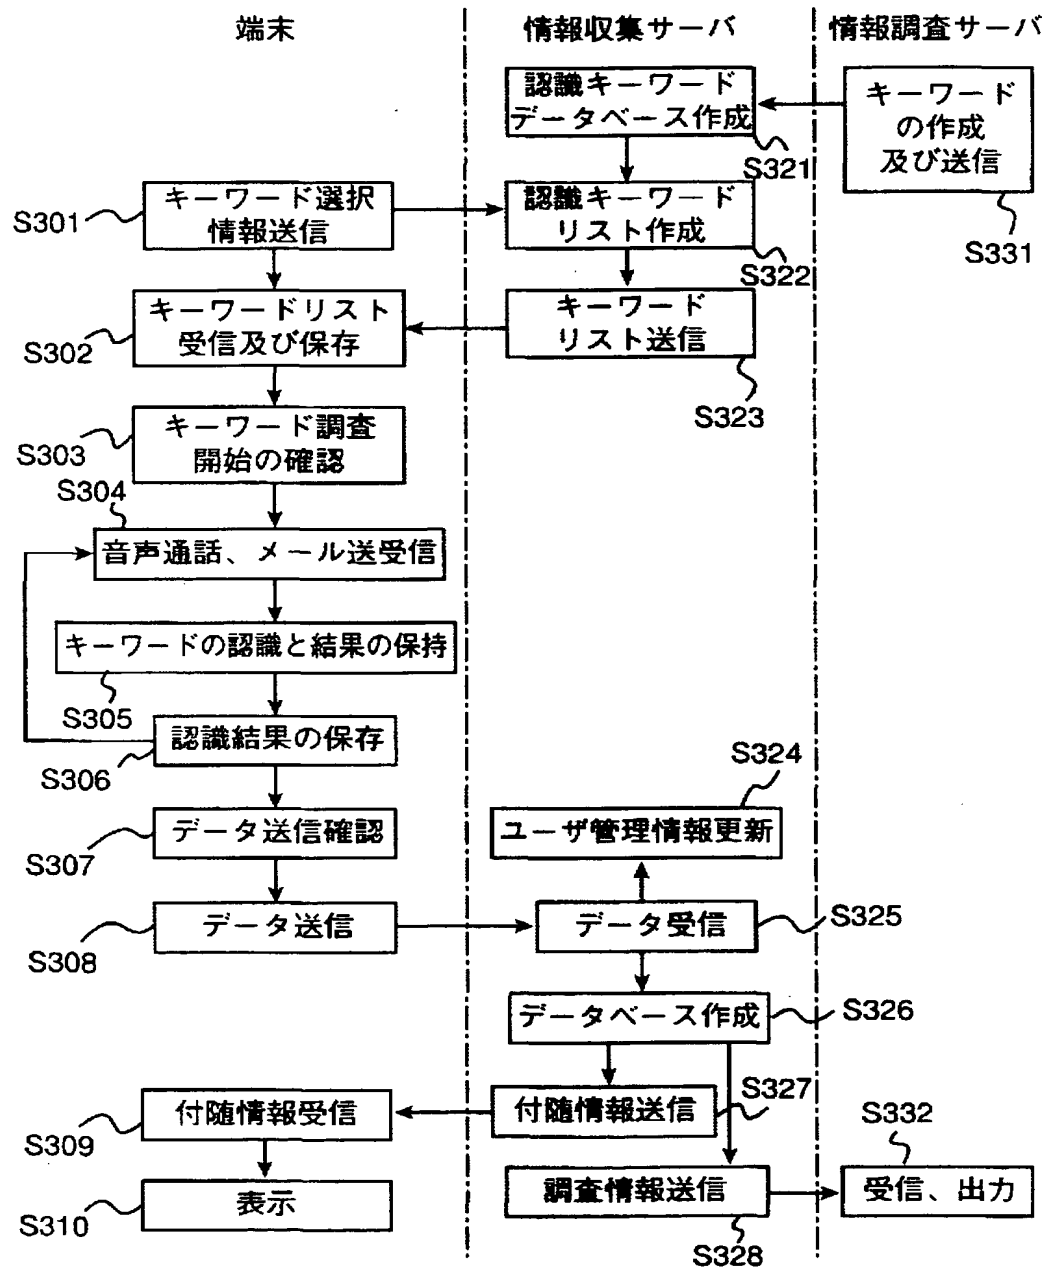 端末
情報収集サーバ
情報調査サーバ
認識キーワード
データベース作成
S321
キーワード
の作成
及び送信
S331
キーワード選択
情報送信
S301
認識キーワード
リスト作成
S322
キーワードリスト
受信及び保存
S302
キーワード
リスト送信
S323
キーワード調査
開始の確認
S303
S304
音声通話、メール送受信
キーワードの認識と結果の保持
S305
認識結果の保存
S306
S324
ユーザ管理情報更新
データ送信確認
S307
データ送信
S308
データ受信
S325
データベース作成
S326
付随情報送信
S327
付随情報受信
S309
調査情報送信
S328
S332
受信、出力
表示
S310